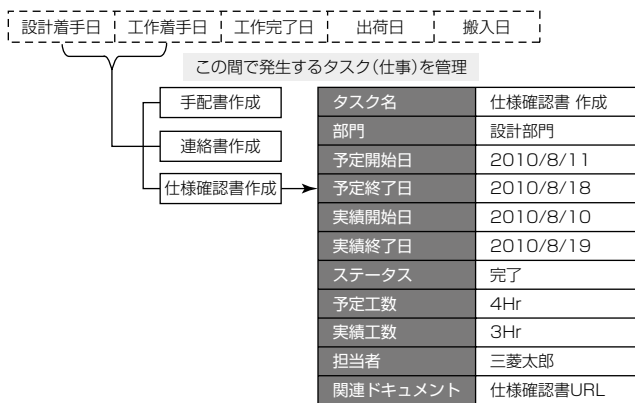 設計着手日 工作着手日 工作完了日 出荷日 搬入日
この間で発生するタスク(仕事)を管理
手配書作成
連絡書作成
仕様確認書作成
タスク名 仕様確認書 作成
部門 設計部門
予定開始日 2010/8/11
予定終了日 2010/8/18
実績開始日 2010/8/10
実績終了日 2010/8/19
ステータス 完了
予定工数 4Hr
実績工数 3Hr
担当者 三菱太郎
関連ドキュメント 仕様確認書URL